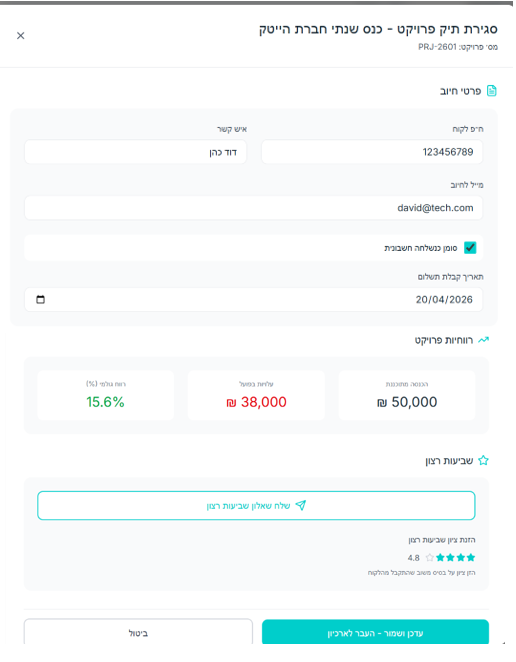 סגירת תיק פרויקט - כנס שנתי חברת הייטק
מס׳ פרויקט: PRJ-2601
פרטי חיוב
ח״פ לקוח
איש קשר
123456789
דוד כהן
מייל לחיוב
david@tech.com
סומן כנשלחה חשבונית
תאריך קבלת תשלום
20/04/2026
רווחיות פרויקט
הכנסה מתוכננת
עלויות בפועל
רווח גולמי (%)
50,000 ₪
38,000 ₪
15.6%
שביעות רצון
שלח שאלון שביעות רצון
הזנת ציון שביעות רצון
4.8
הזן ציון על בסיס משוב שהתקבל מהלקוח
עדכן ושמור - העבר לארכיון
ביטול